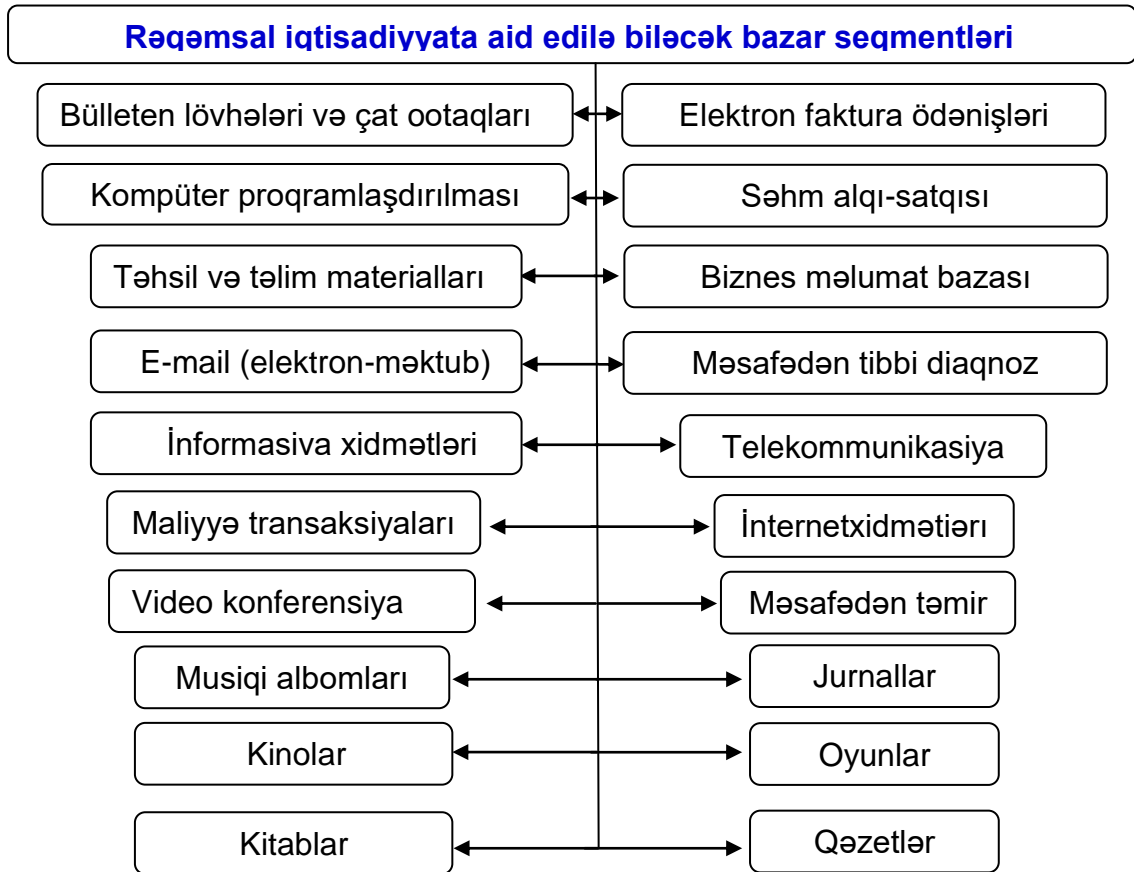 Rəqəmsal iqtisadiyyata aid edilə biləcək bazar seqmentləri
Bülleten lövhələri və çat ootaqları
Elektron faktura ödənişləri
Kompüter proqramlaşdırılması
Səhm alqı-satqısı
Təhsil və təlim materialları
Biznes məlumat bazası
E-mail (elektron-məktub)
Məsafədən tibbi diaqnoz
İnformasiva xidmətləri
Telekommunikasiya
Maliyyə transaksiyaları
İnternetxidmətiərı
Video konferensiya
Məsafədən təmir
Musiqi albomları
Jurnallar
Kinolar
Oyunlar
Kitablar
Qəzetlər